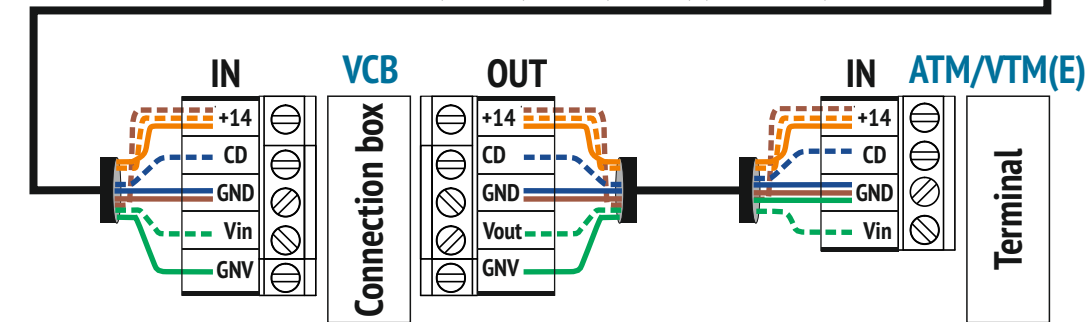 IN
VCB
OUT
IN
ATM/VTM(E)
+14
CD
GND
Vin
GNV
Connection box
+14
CD
GND
Vout
GNV
+14
CD
GND
Vin
Terminal